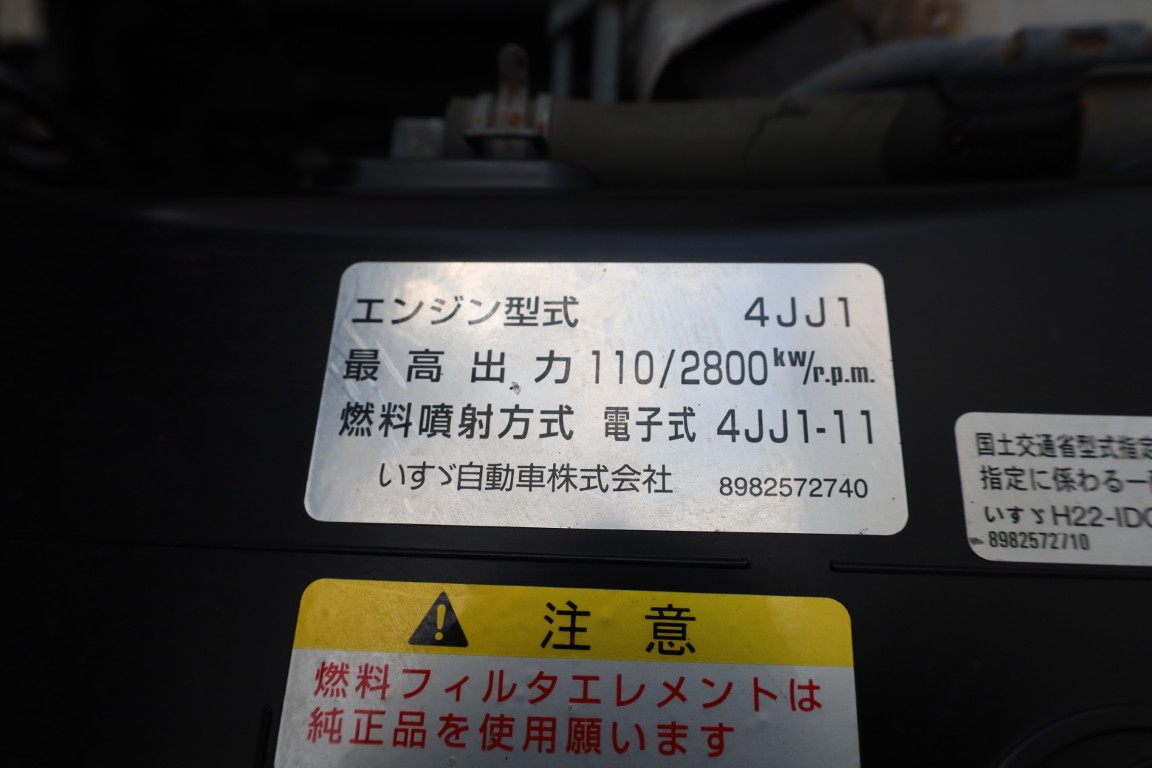 エンジン型式 4JJ1
最高出力 110/2800kw/r.p.m.
燃料噴射方式 電子式 4JJ1-11
いすゞ自動車株式会社 8982572740
国土交通省型式指定
指定に係わる一
いすゞH22-ID
8982572710
注意
燃料フィルタエレメントは
純正品を使用願います